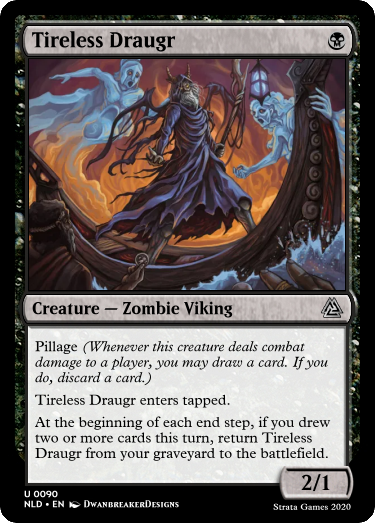 Tireless Draugr
Creature — Zombie Viking
Pillage (Whenever this creature deals combat
damage to a player, you may draw a card. If you
do, discard a card.)
Tireless Draugr enters tapped.
At the beginning of each end step, if you drew
two or more cards this turn, return Tireless
Draugr from your graveyard to the battlefield.
2/1
U 0090
NLD • EN DwanbreakerDesigns
Strata Games 2020